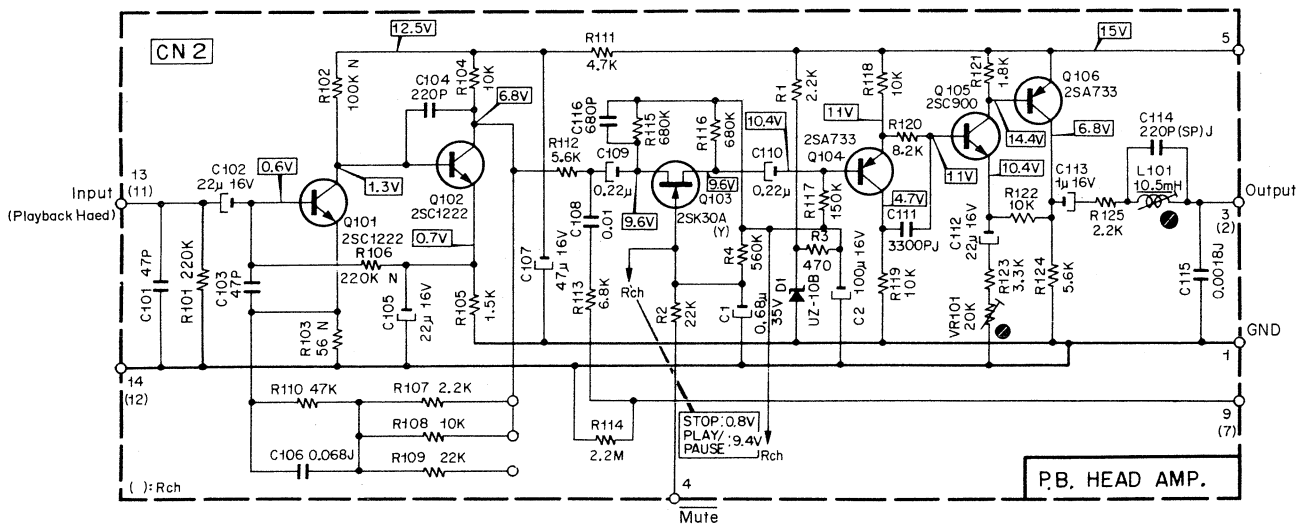 CN2
12.5V
15V
5
R102
100K N
C104
220P
R104
10K
6.8V
R111
4.7K
C116
680P
R115
680K
R116
680K
R1
2.2K
R118
10K
R121
1.8K
Q106
2SA733
Q105
2SC900
11V
R120
8.2K
14.4V
6.8V
C114
220P(SP)J
13
(11)
Input
(Playback Haed)
C102
22μ 16V
0.6V
1.3V
Q101
2SC1222
Q102
2SC1222
0.7V
R112
5.6K
C109
0.22μ
10.4V
C110
0.22μ
2SA733
Q104
9.6V
9.6V
Q103
2SK30A
(Y)
R117
150K
4.7V
C111
3300PJ
11V
10.4V
R122
10K
C113
1μ 16V
R125
2.2K
L101
10.5mH
Output
3
(2)
C101 47P
R101 220K
C103
47P
R106
220K N
C105
22μ 16V
R105
1.5K
R103
56 N
C107
47μ 16V
C108
0.01
R113
6.8K
Rch
R2
22K
R4
560K
C1
0.68μ
35V
D1
UZ-10B
R3
470
C2
100μ 16V
R119
10K
C112
22μ 16V
R123
3.3K
VR101
20K
R124
5.6K
C115
0.0018J
GND
1
14
(12)
R110 47K
R107 2.2K
R108 10K
R109 22K
C106 0.068J
R114
2.2M
STOP:0.8V
PLAY/
PAUSE:9.4V
Rch
9
(7)
( ): Rch
4
Mute
P.B. HEAD AMP.